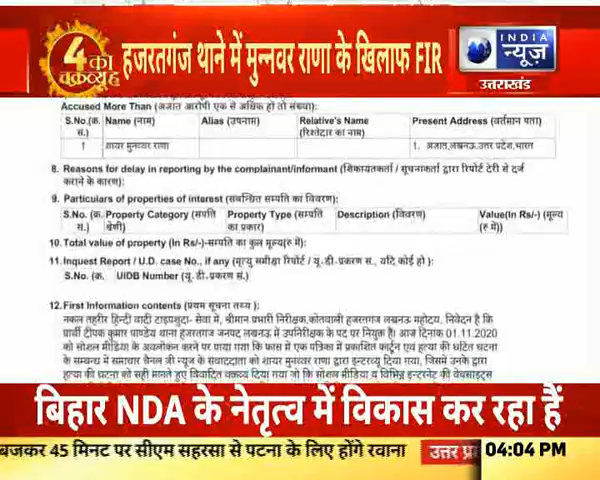 4 का चक्रव्यूह
हजरतगंज थाने में मुन्नवर राणा के खिलाफ FIR
INDIA
न्यूज़
उत्तराखंड
Accused More Than (अज्ञात आरोपी एक से अधिक हो तो संख्या):
S.No.(क्र. सं.) Name (नाम) Alias (उपनाम) Relative's Name (रिश्तेदार का नाम) Present Address (वर्तमान पता)
1 शायर मुनव्वर राणा 1. अज्ञात,लखनऊ,उत्तर प्रदेश,भारत
8. Reasons for delay in reporting by the complainant/informant (शिकायतकर्ता / सूचनाकर्ता द्वारा रिपोर्ट देरी से दर्ज
कराने के कारण):
9. Particulars of properties of interest (सम्बन्धित सम्पति का विवरण):
S.No. (क्र. सं.) Property Category (सम्पति श्रेणी) Property Type (सम्पति का प्रकार) Description (विवरण) Value(In Rs/-) (मूल्य (रु में))
10. Total value of property (In Rs/-)-सम्पति का कुल मूल्य(रु में):
11. Inquest Report / U.D. case No., if any (मृत्यु समीक्षा रिपोर्ट / यू.डी.प्रकरण स., यदि कोई हो ):
S.No. (क्र. UIDB Number (यू.डी.प्रकरण सं.)
12. First Information contents (प्रथम सूचना तथ्य ):
नकल तहरीर हिन्दी वादी टाइपशुदा- सेवा में, श्रीमान प्रभारी निरीक्षक,कोतवाली हजरतगंज लखनऊ महोदय, निवेदन है कि
प्रार्थी दीपक कुमार पाण्डेय थाना हजरतगंज जनपद लखनऊ में उपनिरीक्षक के पद पर नियुक्त हैं। आज दिनांक 01.11.2020
को सोशल मीडिया के अवलोकन करने पर पाया गया कि फ्रांस में एक पत्रिका में प्रकाशित कार्टून एवं हत्या की घटित घटना
के सम्बन्ध में समाचार चैनल जी न्यूज के संवाददाता को शायर मुनव्वर राणा द्वारा इन्टरव्यू दिया गया, जिसमें उनके द्वारा
हत्या की घटना को सही मानते हुए विवादित वक्तव्य दिया गया जो कि सोशल मीडिया व विभिन्न इन्टरनेट की वेबसाइट्स
बिहार NDA के नेतृत्व में विकास कर रहा हैं
बजकर 45 मिनट पर सीएम सहरसा से पटना के लिए होंगे रवाना
उत्तर प्र
04:04 PM